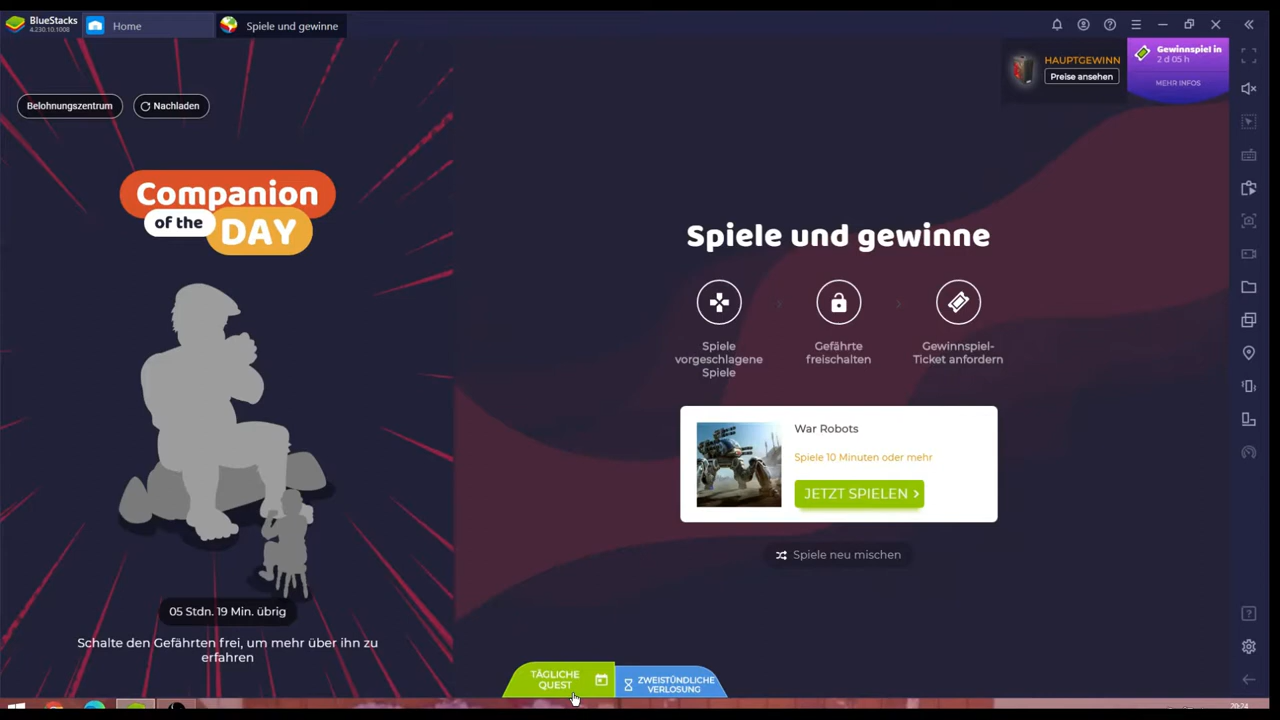 BlueStacks
4.230.10.1008
Home
Spiele und gewinne
HAUPTGEWINN
Preise ansehen
Gewinnspiel in
2 d 05 h
MEHR INFOS
Belohnungszentrum
Nachladen
Companion
of the
DAY
Spiele und gewinne
Spiele
vorgeschlagene
Spiele
Gefährte
freischalten
Gewinnspiel-
Ticket anfordern
War Robots
Spiele 10 Minuten oder mehr
JETZT SPIELEN
Spiele neu mischen
05 Stdn. 19 Min. übrig
Schalte den Gefährten frei, um mehr über ihn zu
erfahren
TÄGLICHE
QUEST
ZWEISTÜNDLICHE
VERLOSUNG
20:24